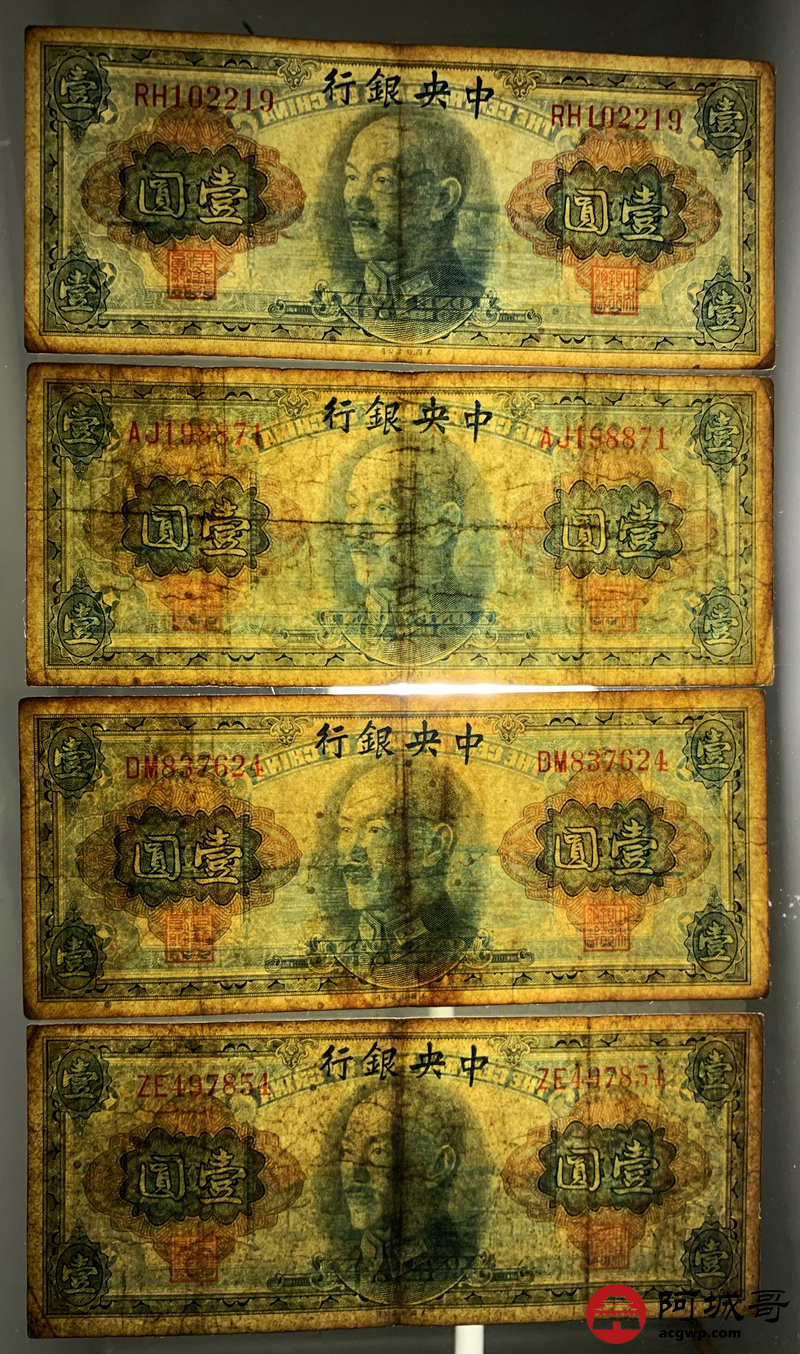 行銀央中
RH102219 RH102219
壹 壹
圓壹 圓壹
壹 壹
行銀央中
AJ198871 AJ198871
壹 壹
圓壹 圓壹
壹 壹
行銀央中
DM837624 DM837624
壹 壹
圓壹 圓壹
壹 壹
行銀央中
ZE497854 ZE497854
壹 壹
圓壹 圓壹
壹 壹
阿城哥
acgwp.com